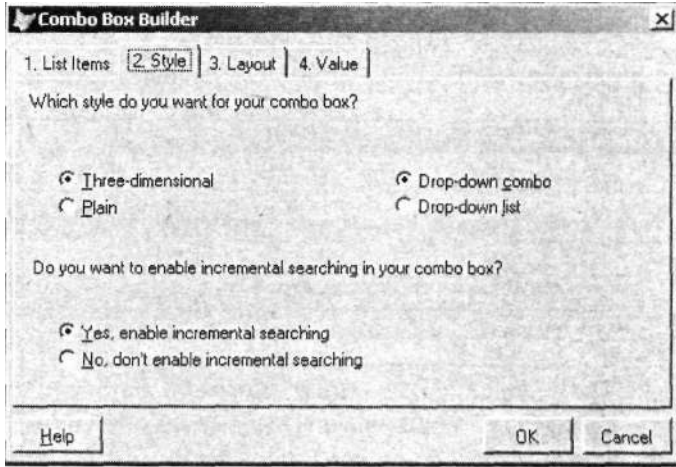 Combo Box Builder
1. List Items 2. Style 3. Layout 4. Value
Which style do you want for your combo box?
Three-dimensional Drop-down combo
Plain Drop-down list
Do you want to enable incremental searching in your combo box?
Yes, enable incremental searching
No, don't enable incremental searching
Help OK Cancel